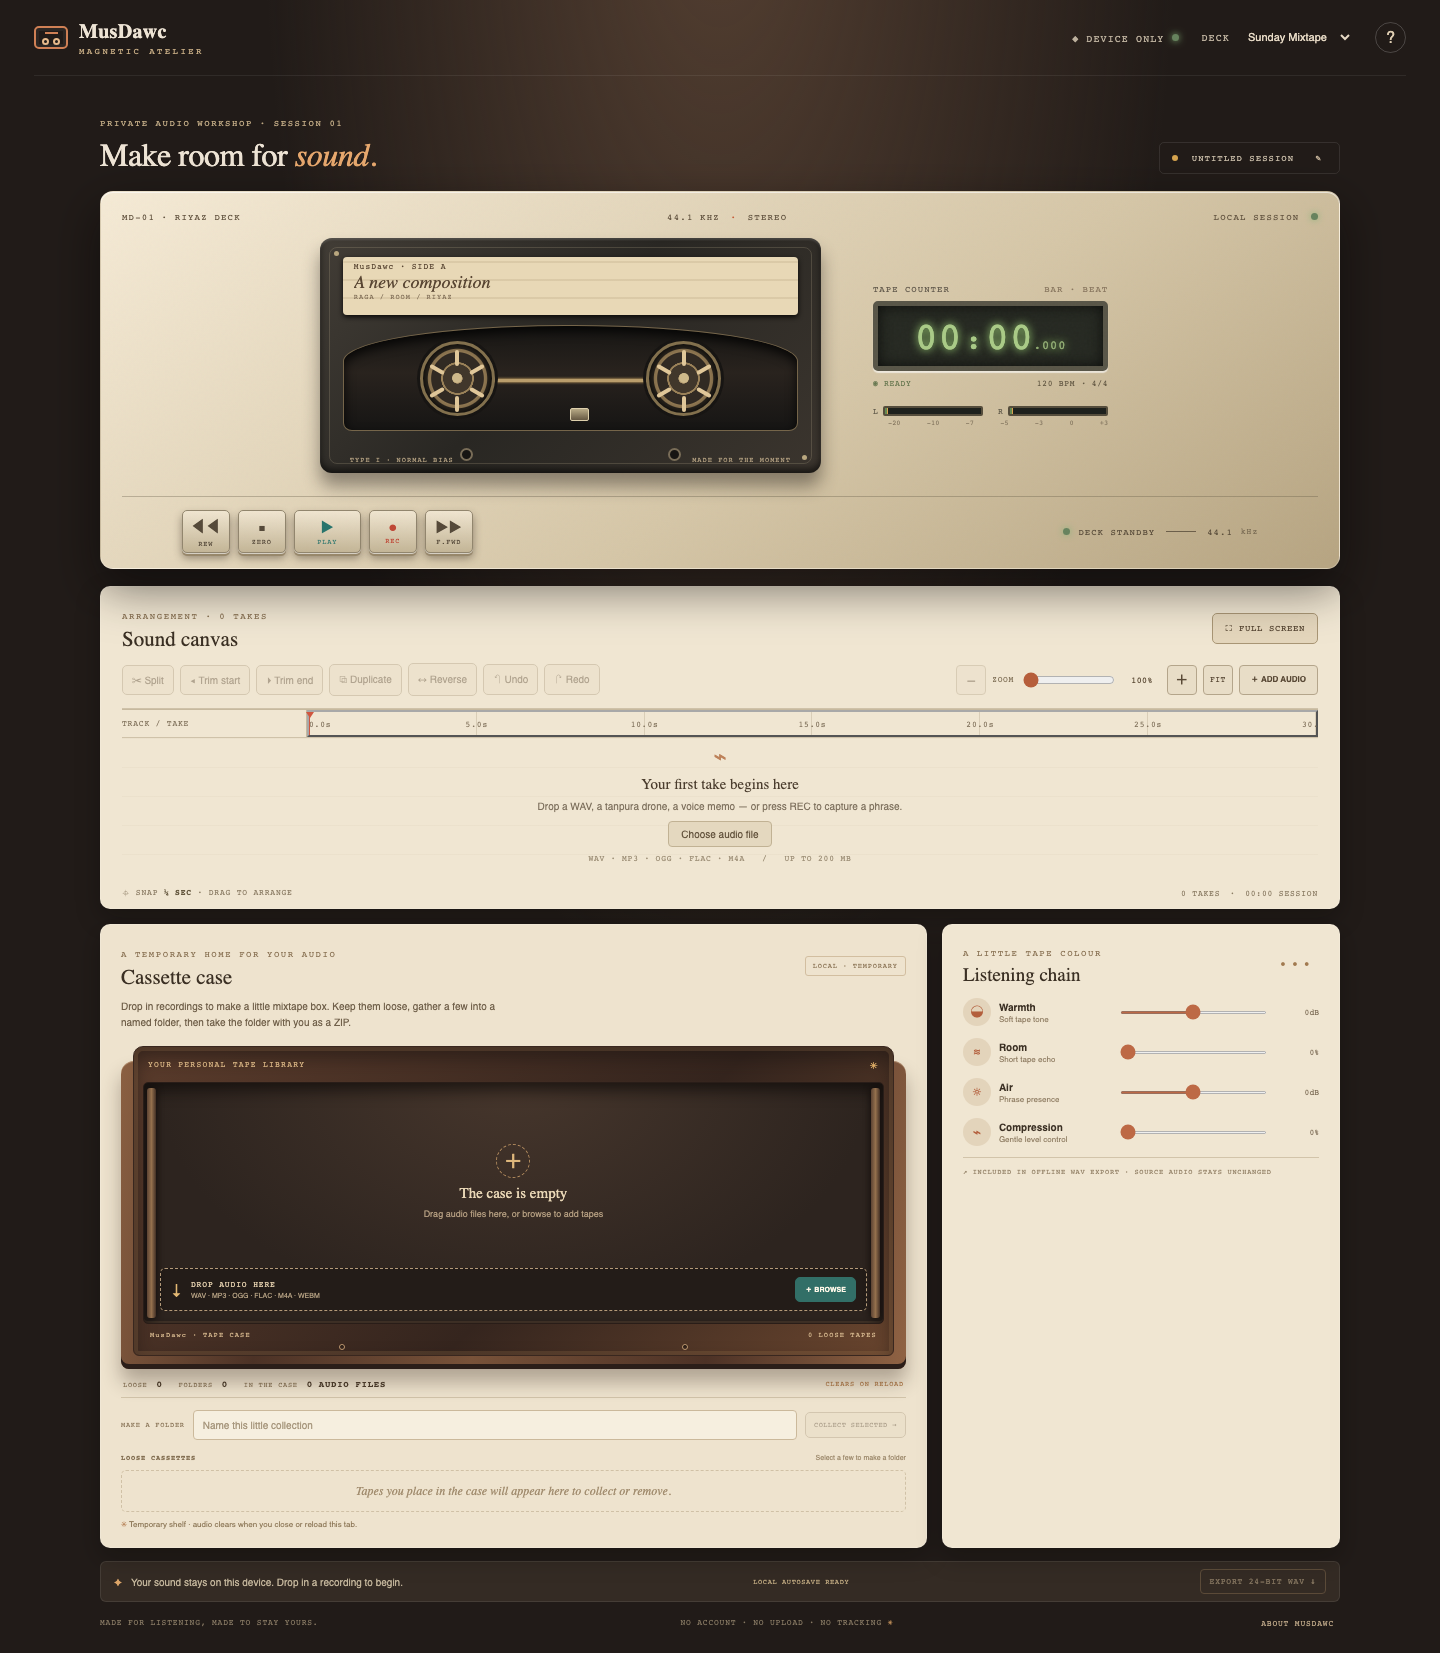 MusDawc
MAGNETIC ATELIER
◆ DEVICE ONLY
DECK
Sunday Mixtape
?
PRIVATE AUDIO WORKSHOP · SESSION 01
Make room for sound.
UNTITLED SESSION ✎
MD-01 · RIYAZ DECK
44.1 KHZ · STEREO
LOCAL SESSION
MusDawc · SIDE A
A new composition
RAGA / ROOM / RIYAZ
TYPE I · NORMAL BIAS
MADE FOR THE MOMENT
TAPE COUNTER
BAR · BEAT
00:00.000
READY
120 BPM · 4/4
L
R
-20 -10 -7 -5 -3 0 +3
REW
ZERO
PLAY
REC
F.FWD
DECK STANDBY
44.1 kHz
ARRANGEMENT · 0 TAKES
Sound canvas
FULL SCREEN
Split
Trim start
Trim end
Duplicate
Reverse
Undo
Redo
−
ZOOM
100%
+
FIT
+ ADD AUDIO
TRACK / TAKE
0.0s 5.0s 10.0s 15.0s 20.0s 25.0s 30.
Your first take begins here
Drop a WAV, a tanpura drone, a voice memo — or press REC to capture a phrase.
Choose audio file
WAV · MP3 · OGG · FLAC · M4A / UP TO 200 MB
SNAP ¼ SEC · DRAG TO ARRANGE
0 TAKES · 00:00 SESSION
A TEMPORARY HOME FOR YOUR AUDIO
Cassette case
LOCAL · TEMPORARY
Drop in recordings to make a little mixtape box. Keep them loose, gather a few into a
named folder, then take the folder with you as a ZIP.
YOUR PERSONAL TAPE LIBRARY
+
The case is empty
Drag audio files here, or browse to add tapes
↓
DROP AUDIO HERE
WAV · MP3 · OGG · FLAC · M4A · WEBM
+ BROWSE
MusDawc · TAPE CASE
0 LOOSE TAPES
LOOSE 0 FOLDERS 0 IN THE CASE 0 AUDIO FILES
CLEARS ON RELOAD
MAKE A FOLDER
Name this little collection
COLLECT SELECTED →
LOOSE CASSETTES
Select a few to make a folder
Tapes you place in the case will appear here to collect or remove.
Temporary shelf · audio clears when you close or reload this tab.
A LITTLE TAPE COLOUR
Listening chain
Warmth
Soft tape tone
0dB
Room
Short tape echo
0%
Air
Phrase presence
0dB
Compression
Gentle level control
0%
↗ INCLUDED IN OFFLINE WAV EXPORT · SOURCE AUDIO STAYS UNCHANGED
✦ Your sound stays on this device. Drop in a recording to begin.
LOCAL AUTOSAVE READY
EXPORT 24-BIT WAV ↓
MADE FOR LISTENING, MADE TO STAY YOURS.
NO ACCOUNT · NO UPLOAD · NO TRACKING
ABOUT MUSDAWC